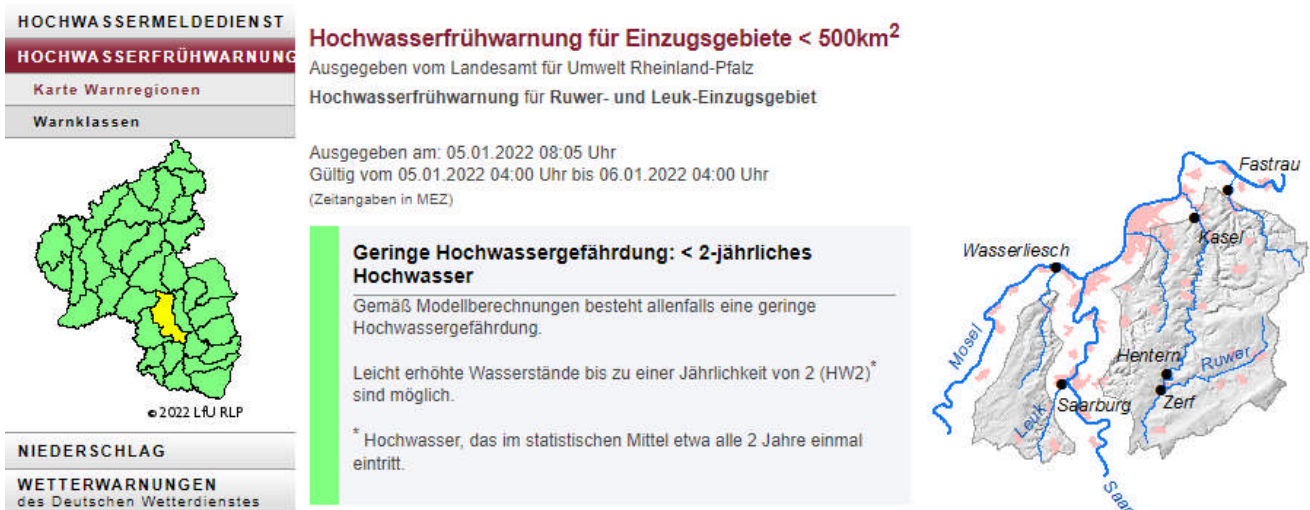 HOCHWASSERMELDEDIENST
HOCHWASSERFRÜHWARNUNG
Karte Warnregionen
Warnklassen
© 2022 LfU RLP
NIEDERSCHLAG
WETTERWARNUNGEN
des Deutschen Wetterdienstes
Hochwasserfrühwarnung für Einzugsgebiete < 500km²
Ausgegeben vom Landesamt für Umwelt Rheinland-Pfalz
Hochwasserfrühwarnung für Ruwer- und Leuk-Einzugsgebiet
Ausgegeben am: 05.01.2022 08:05 Uhr
Gültig vom 05.01.2022 04:00 Uhr bis 06.01.2022 04:00 Uhr
(Zeitangaben in MEZ)
Geringe Hochwassergefährdung: < 2-jährliches
Hochwasser
Gemäß Modellberechnungen besteht allenfalls eine geringe
Hochwassergefährdung.
Leicht erhöhte Wasserstände bis zu einer Jährlichkeit von 2 (HW2)*
sind möglich.
* Hochwasser, das im statistischen Mittel etwa alle 2 Jahre einmal
eintritt.
Fastrau
Kasel
Wasserliesch
Mosel
Hentern
Ruwer
Leuk
Saarburg
Zerf
Saar